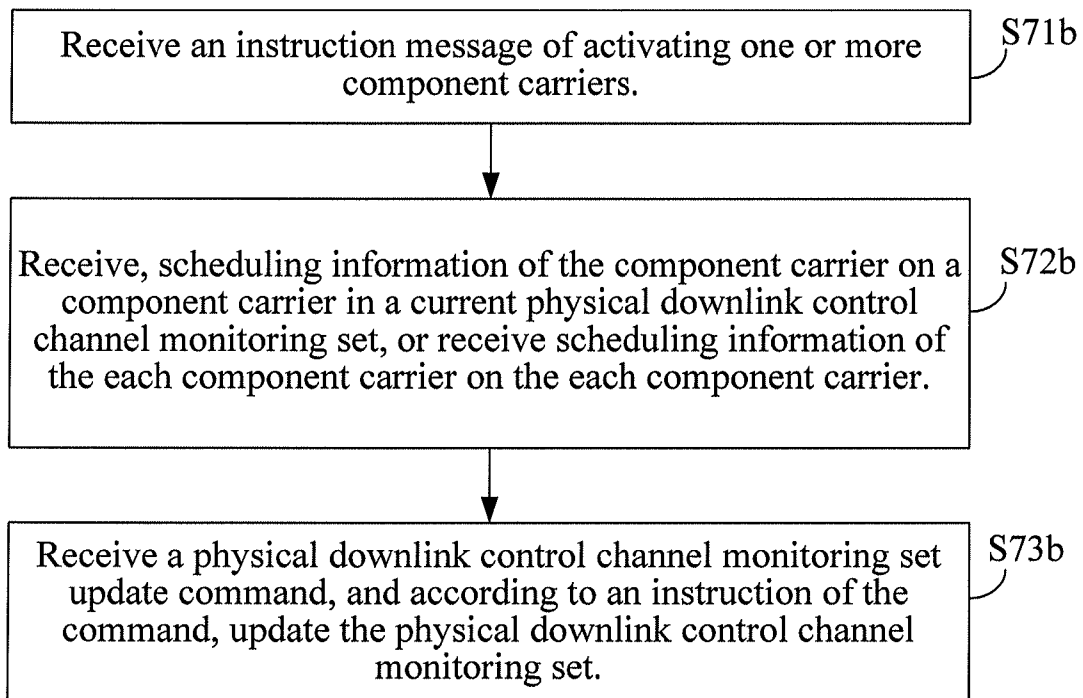 Receive an instruction message of activating one or more
component carriers.
S71b
Receive, scheduling information of the component carrier on a
component carrier in a current physical downlink control
channel monitoring set, or receive scheduling information of
the each component carrier on the each component carrier.
S72b
Receive a physical downlink control channel monitoring set
update command, and according to an instruction of the
command, update the physical downlink control channel
monitoring set.
S73b